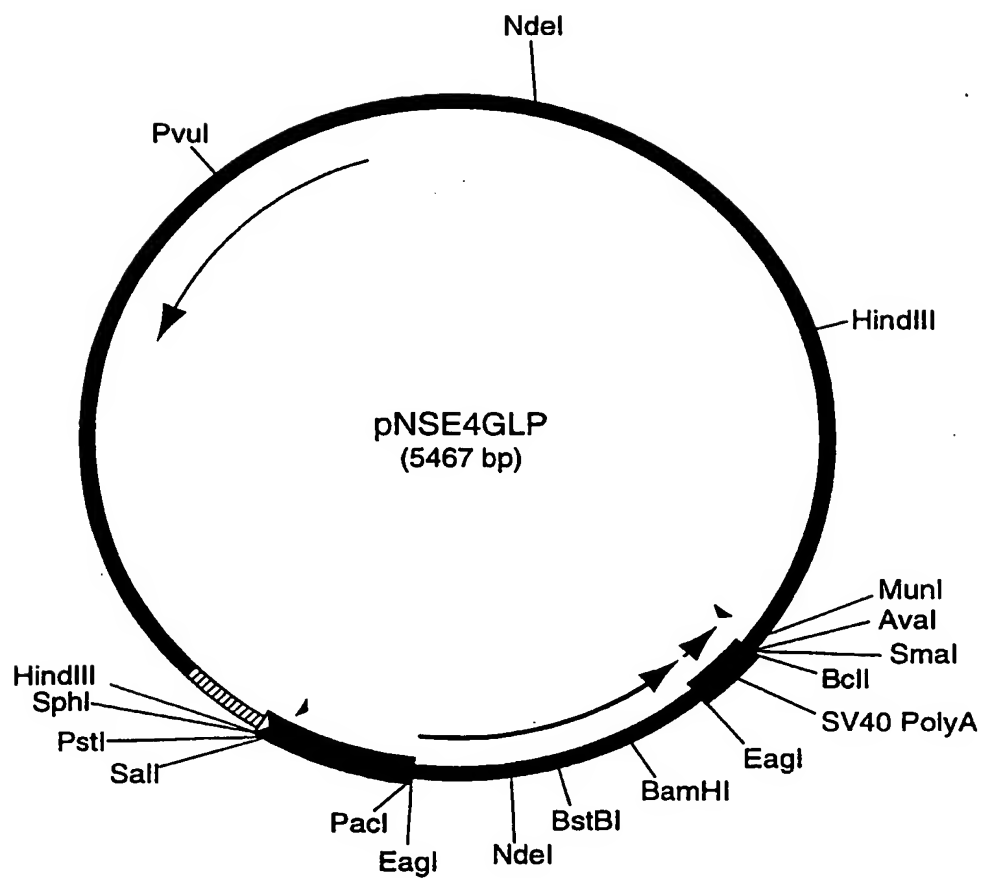 NdeI
PvuI
HindIII
pNSE4GLP
(5467 bp)
MunI
AvaI
SmaI
BclI
SV40 PolyA
EagI
BamHI
BstBI
NdeI
EagI
PacI
SalI
PstI
SphI
HindIII